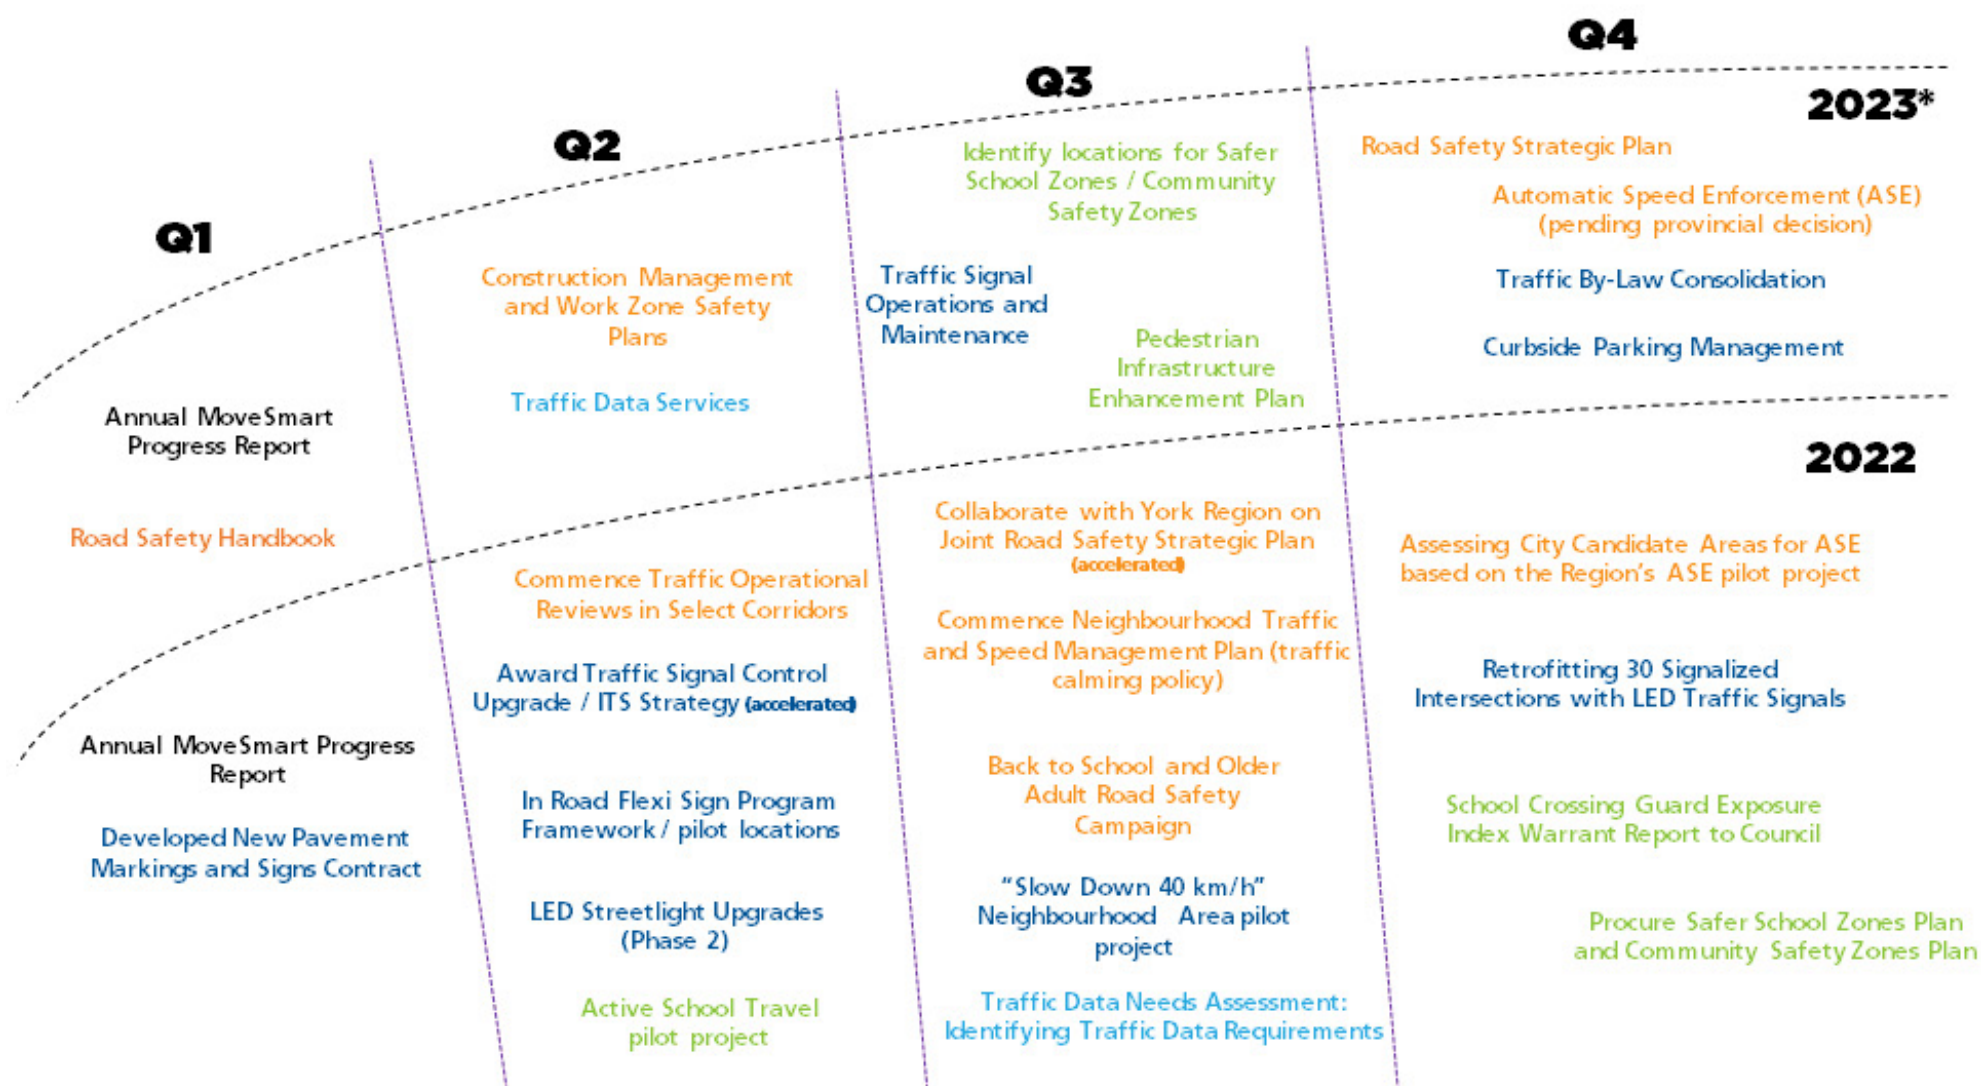 Q1
Q2
Q3
Q4
2023*
Annual MoveSmart
Progress Report
Road Safety Handbook
Construction Management
and Work Zone Safety
Plans
Traffic Data Services
Identify locations for Safer
School Zones / Community
Safety Zones
Traffic Signal
Operations and
Maintenance
Pedestrian
Infrastructure
Enhancement Plan
Road Safety Strategic Plan
Automatic Speed Enforcement (ASE)
(pending provincial decision)
Traffic By-Law Consolidation
Curbside Parking Management
2022
Annual MoveSmart Progress
Report
Developed New Pavement
Markings and Signs Contract
Commence Traffic Operational
Reviews in Select Corridors
Award Traffic Signal Control
Upgrade / ITS Strategy (accelerated)
In Road Flexi Sign Program
Framework / pilot locations
LED Streetlight Upgrades
(Phase 2)
Active School Travel
pilot project
Collaborate with York Region on
Joint Road Safety Strategic Plan
(accelerated)
Commence Neighbourhood Traffic
and Speed Management Plan (traffic
calming policy)
Back to School and Older
Adult Road Safety
Campaign
“Slow Down 40 km/h”
Neighbourhood Area pilot
project
Traffic Data Needs Assessment:
Identifying Traffic Data Requirements
Assessing City Candidate Areas for ASE
based on the Region’s ASE pilot project
Retrofitting 30 Signalized
Intersections with LED Traffic Signals
School Crossing Guard Exposure
Index Warrant Report to Council
Procure Safer School Zones Plan
and Community Safety Zones Plan